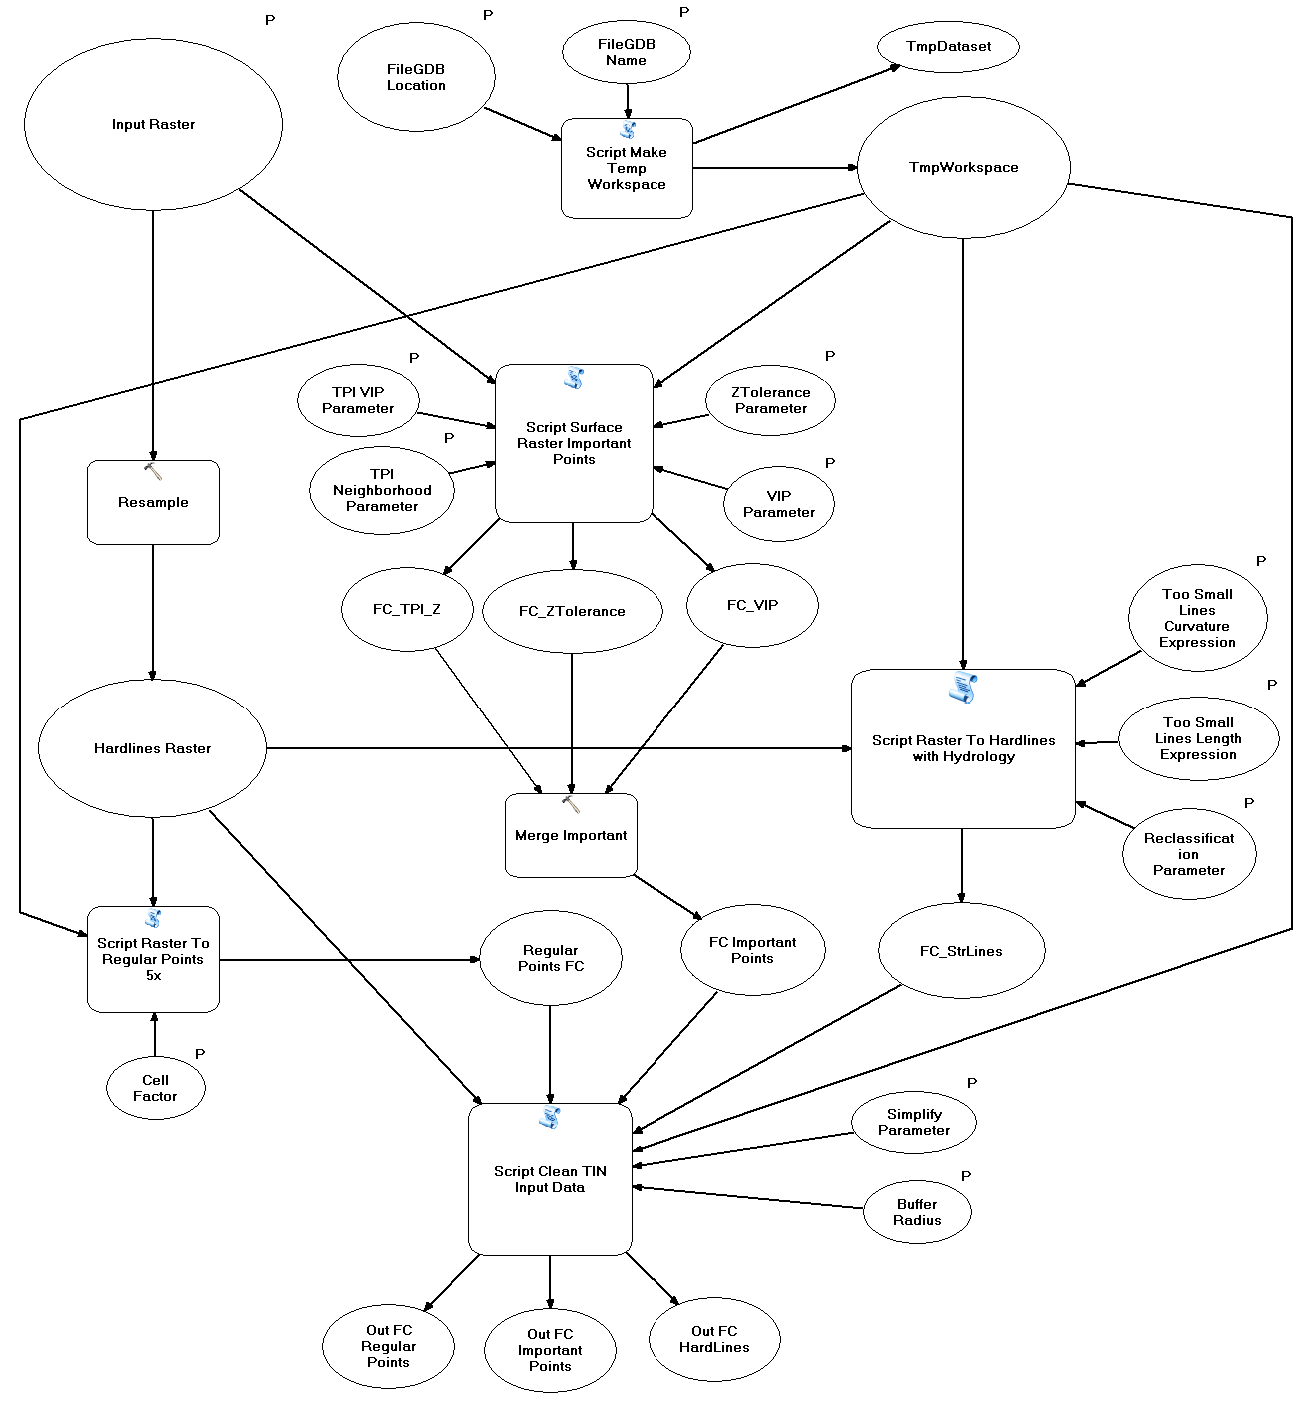 P
P
P
FileGDB
Location
FileGDB
Name
TmpDataset
Input Raster
Script Make
Temp
Workspace
TmpWorkspace
P
P
TPI VIP
Parameter
ZTolerance
Parameter
P
Script Surface
Raster Important
Points
P
TPI
Neighborhood
Parameter
VIP
Parameter
Resample
P
Too Small
Lines
Curvature
Expression
FC_TPI_Z
FC_ZTolerance
FC_VIP
P
Hardlines Raster
Script Raster To Hardlines
with Hydrology
Too Small
Lines Length
Expression
P
Merge Important
Reclassificat
ion
Parameter
Script Raster To
Regular Points
5x
Regular
Points FC
FC Important
Points
FC_StrLines
P
Cell
Factor
P
Simplify
Parameter
Script Clean TIN
Input Data
P
Buffer
Radius
Out FC
Regular
Points
Out FC
Important
Points
Out FC
HardLines